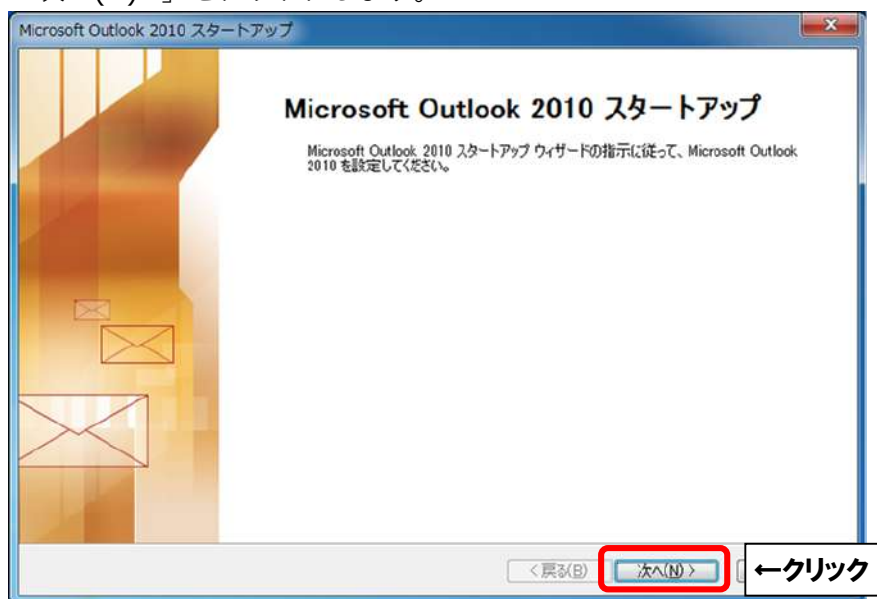 Microsoft Outlook 2010 スタートアップ
Microsoft Outlook 2010 スタートアップ
Microsoft Outlook 2010 スタートアップ ウィザードの指示に従って、Microsoft Outlook
2010 を設定してください。
< 戻る(B)
次へ(N) >
←クリック